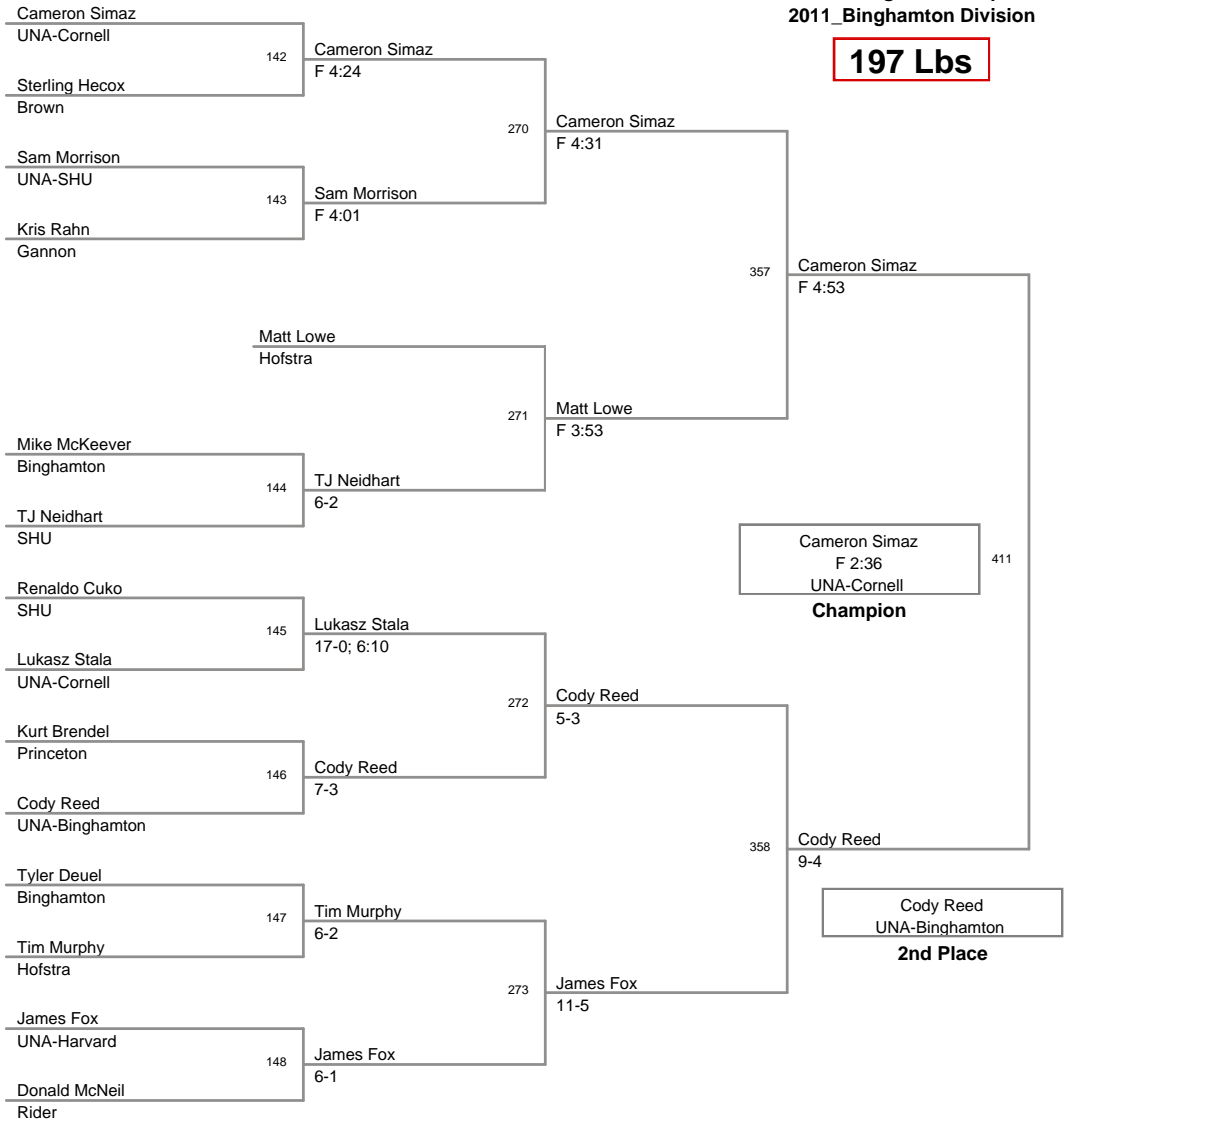 2011_Binghamton Division
197 Lbs
Cameron Simaz
UNA-Cornell
142
Sterling Hecox
Brown
Cameron Simaz
F 4:24
Sam Morrison
UNA-SHU
143
Kris Rahn
Gannon
Sam Morrison
F 4:01
270
Cameron Simaz
F 4:31
Matt Lowe
Hofstra
Mike McKeever
Binghamton
144
TJ Neidhart
SHU
TJ Neidhart
6-2
271
Matt Lowe
F 3:53
357
Cameron Simaz
F 4:53
Renaldo Cuko
SHU
145
Lukasz Stala
UNA-Cornell
Lukasz Stala
17-0; 6:10
Kurt Brendel
Princeton
146
Cody Reed
UNA-Binghamton
Cody Reed
7-3
272
Cody Reed
5-3
Tyler Deuel
Binghamton
147
Tim Murphy
Hofstra
Tim Murphy
6-2
James Fox
UNA-Harvard
148
Donald McNeil
Rider
James Fox
6-1
273
James Fox
11-5
358
Cody Reed
9-4
411
Cameron Simaz
F 2:36
UNA-Cornell
Champion
Cody Reed
UNA-Binghamton
2nd Place